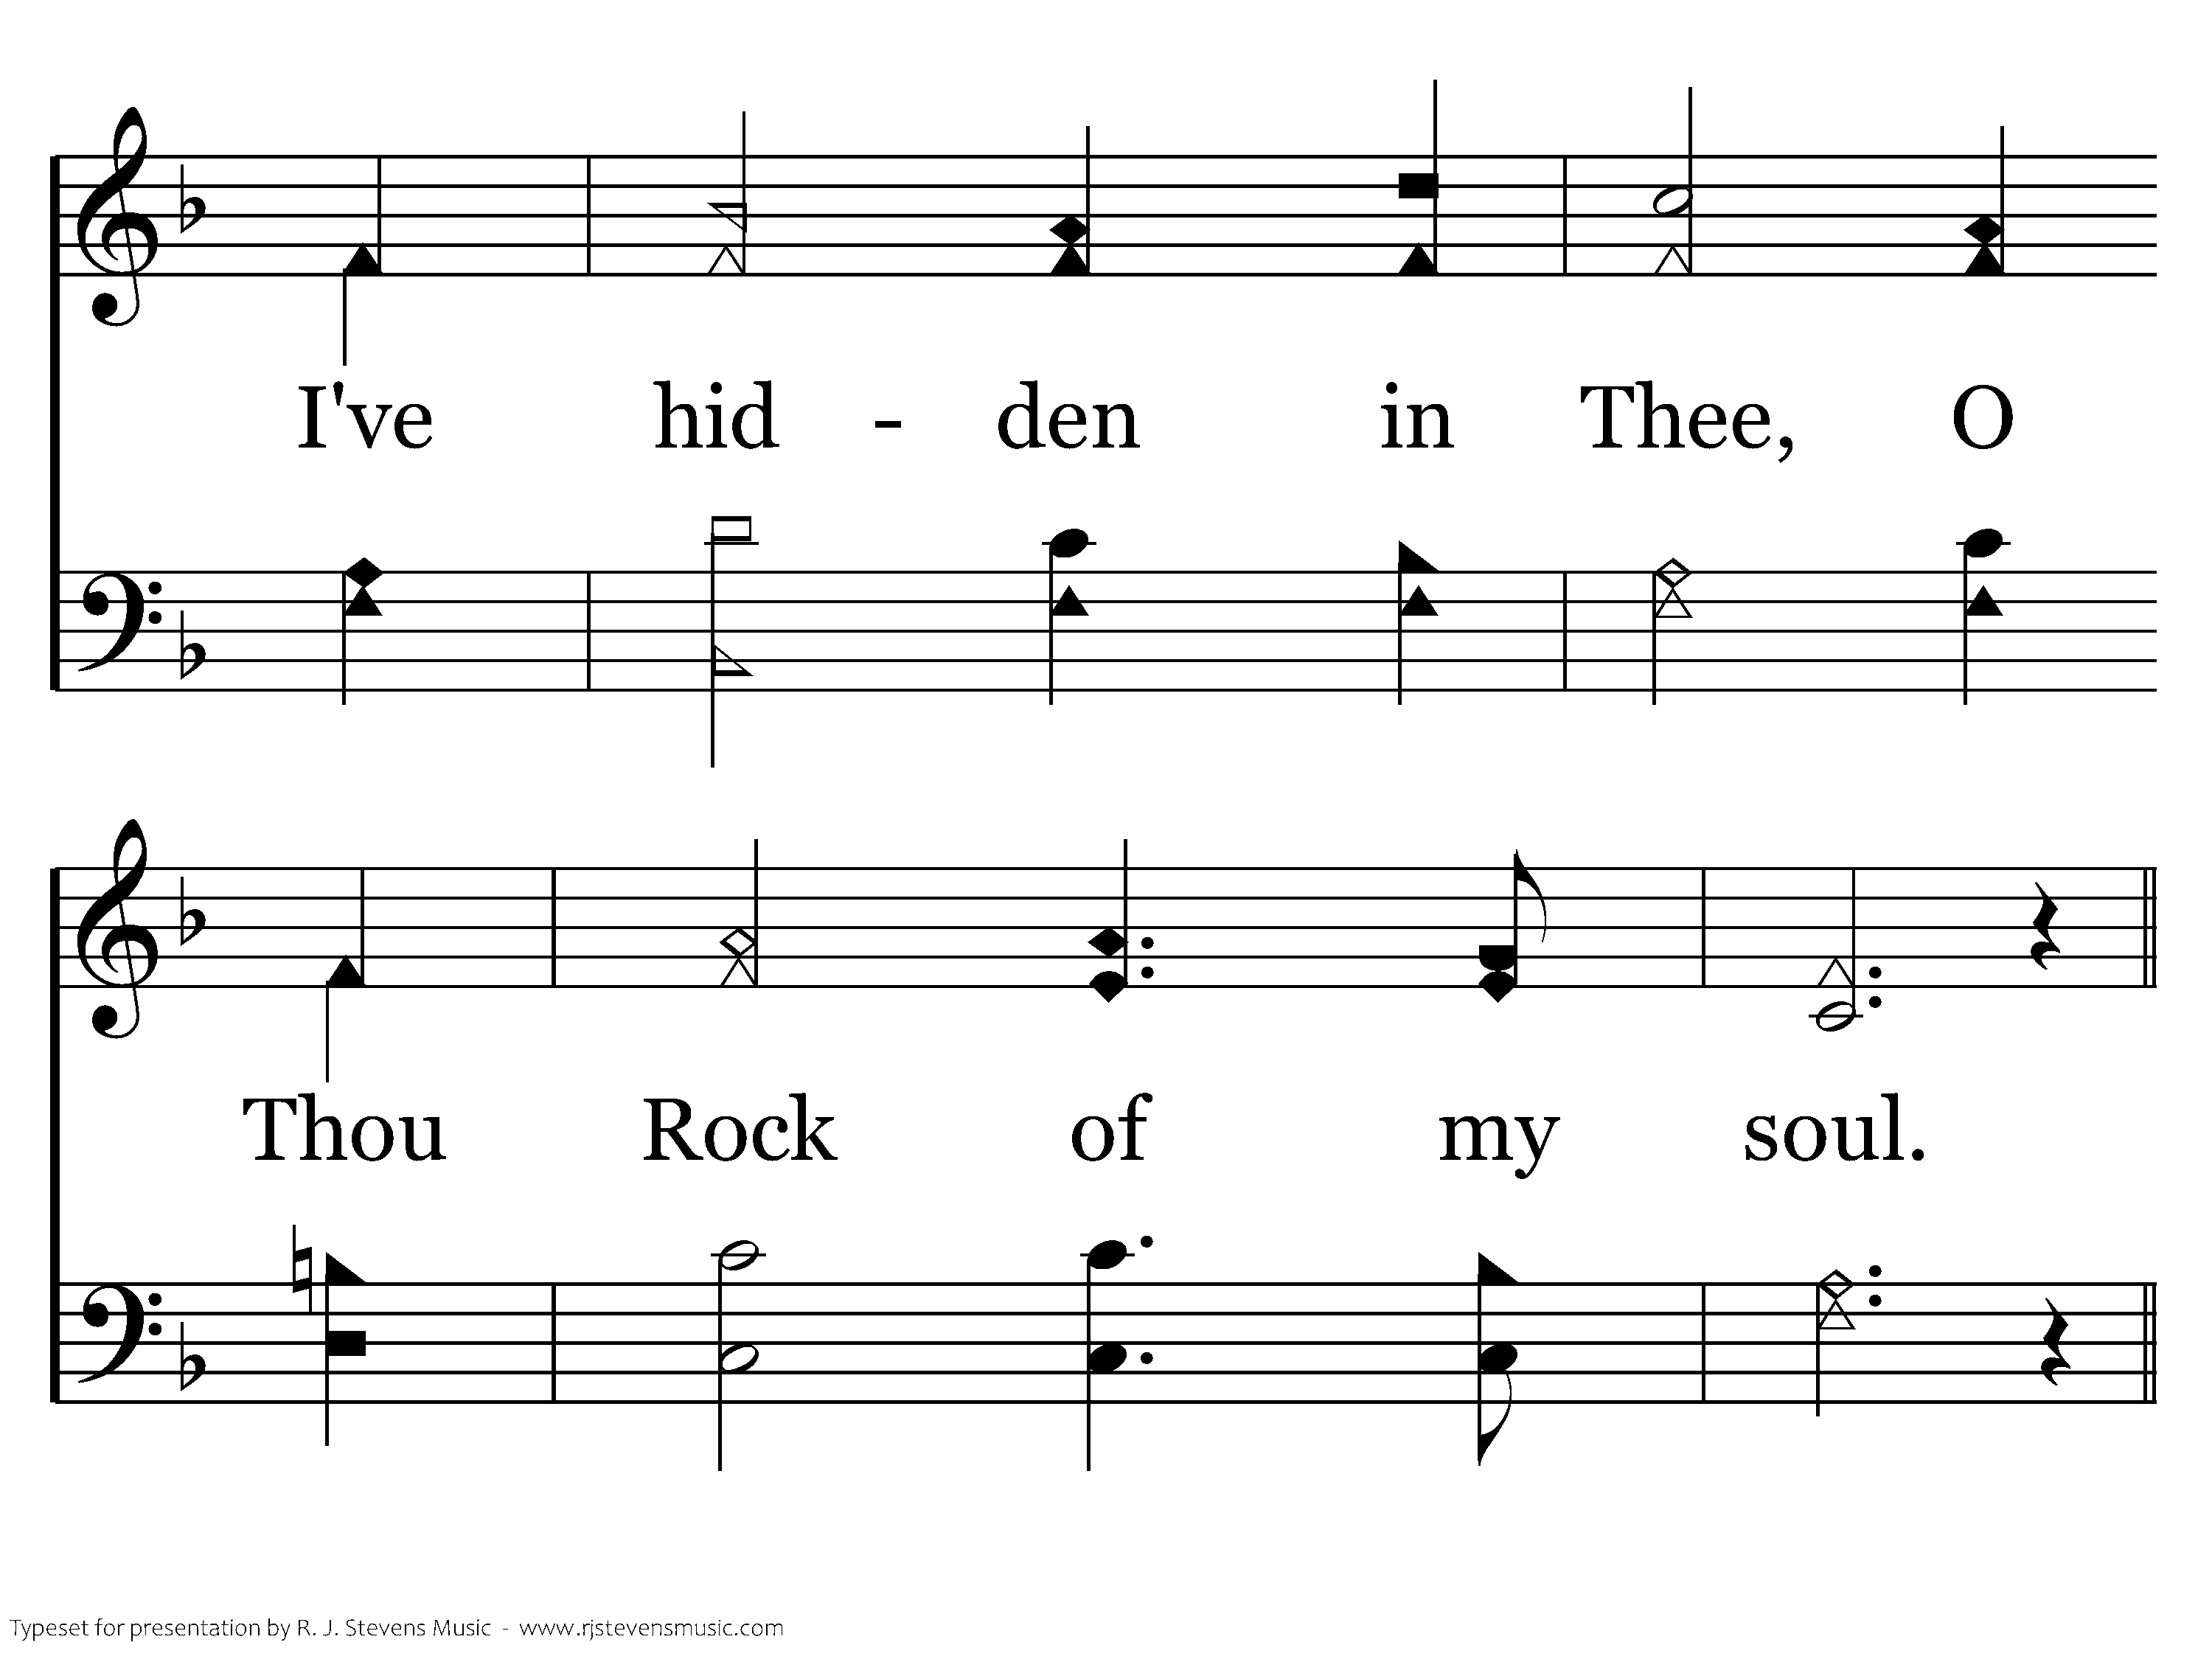 I've hid - den in Thee, O
Thou Rock of my soul.
Typeset for presentation by R. J. Stevens Music - www.rjstevensmusic.com